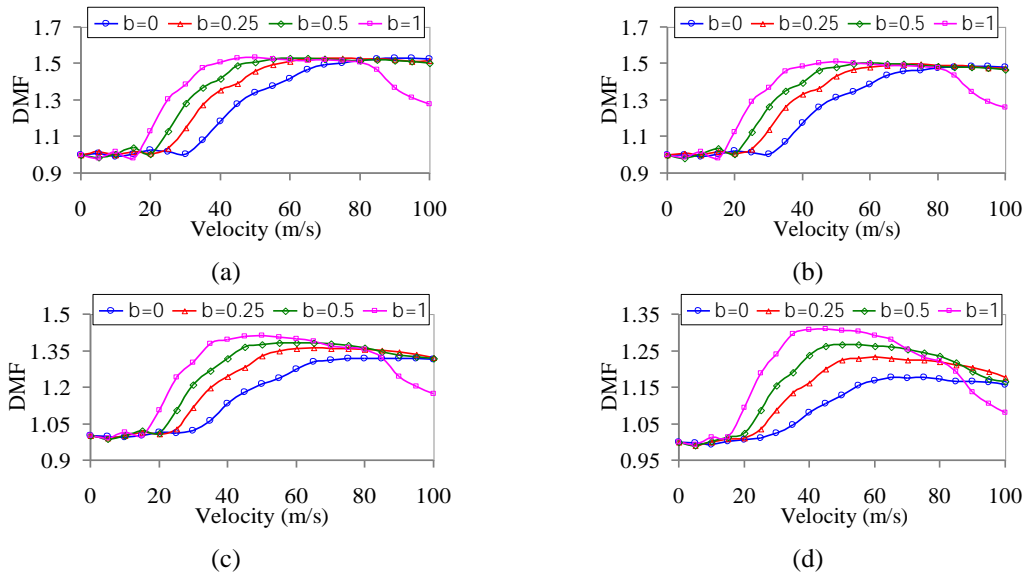 b=0 b=0.25 b=0.5 b=1
DMF
1.7
1.5
1.3
1.1
0.9
0 20 40 60 80 100
Velocity (m/s)
(a)
b=0 b=0.25 b=0.5 b=1
DMF
1.7
1.5
1.3
1.1
0.9
0 20 40 60 80 100
Velocity (m/s)
(b)
b=0 b=0.25 b=0.5 b=1
DMF
1.5
1.35
1.2
1.05
0.9
0 20 40 60 80 100
Velocity (m/s)
(c)
b=0 b=0.25 b=0.5 b=1
DMF
1.35
1.25
1.15
1.05
0.95
0 20 40 60 80 100
Velocity (m/s)
(d)